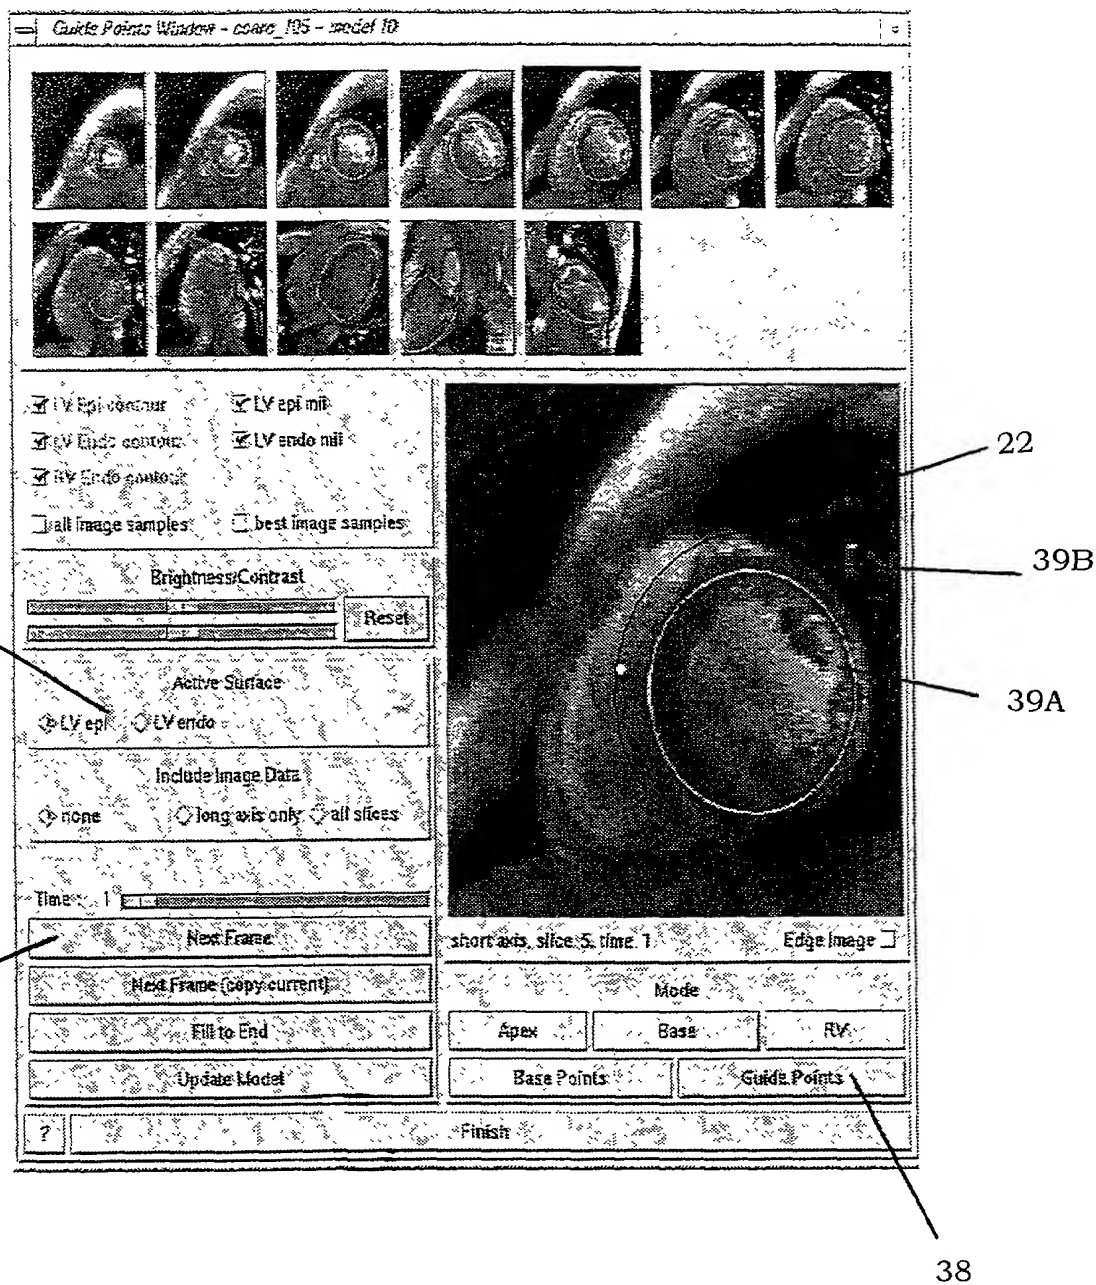 Guide Points Window - coarc_105 - model 10
LV Epi contour
LV epi mil
LV Endo contour
LV endo mil
RV Endo contour
all image samples
best image samples
22
39B
39A
Brightness/Contrast
Reset
Active Surface
LV epi
LV endo
Include Image Data
none
long axis only
all slices
Time : 1
Next Frame
Next Frame (copy current)
Fill to End
Update Model
short axis, slice: 5, time: 1
Edge Image
Mode
Apex
Base
RV
Base Points
Guide Points
?
Finish
38